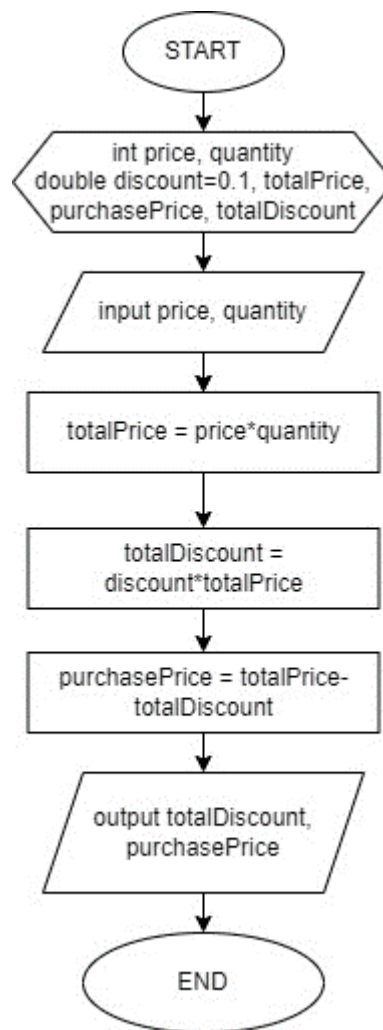 START
int price, quantity
double discount=0.1, totalPrice,
purchasePrice, totalDiscount
input price, quantity
totalPrice = price*quantity
totalDiscount =
discount*totalPrice
purchasePrice = totalPrice-
totalDiscount
output totalDiscount,
purchasePrice
END